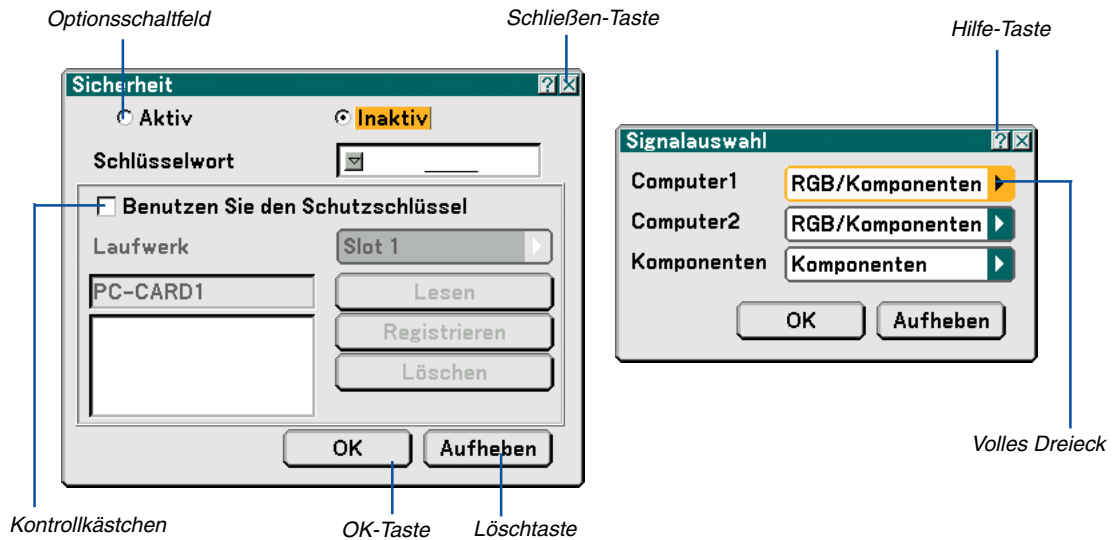 Optionsschaltfeld
Schließen-Taste
Hilfe-Taste
Sicherheit
?
Aktiv
Inaktiv
Schlüsselwort
Benutzen Sie den Schutzschlüssel
Laufwerk
Slot 1
PC-CARD1
Lesen
Registrieren
Löschen
OK
Aufheben
Signalauswahl
?
Computer1
RGB/Komponenten
Computer2
RGB/Komponenten
Komponenten
Komponenten
OK
Aufheben
Volles Dreieck
Kontrollkästchen
OK-Taste
Löschtaste